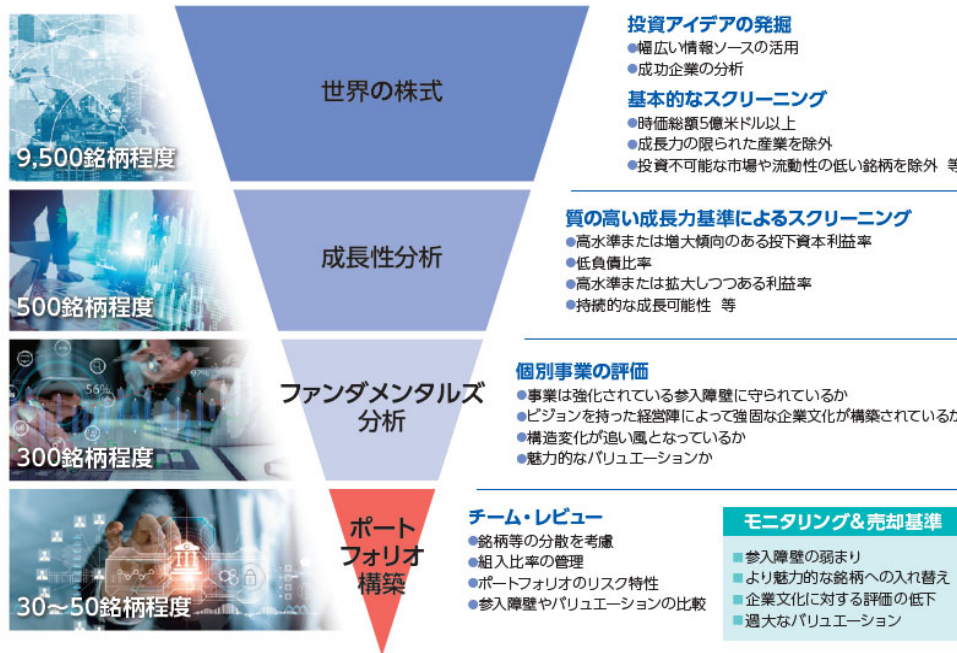 世界の株式
9,500銘柄程度
投資アイデアの発掘
●幅広い情報ソースの活用
●成功企業の分析
基本的なスクリーニング
●時価総額5億米ドル以上
●成長力の限られた産業を除外
●投資不可能な市場や流動性の低い銘柄を除外 等
成長性分析
500銘柄程度
質の高い成長力基準によるスクリーニング
●高水準または増大傾向のある投下資本利益率
●低負債比率
●高水準または拡大しつつある利益率
●持続的な成長可能性 等
ファンダメンタルズ
分析
56%
300銘柄程度
個別事業の評価
●事業は強化されている参入障壁に守られているか
●ビジョンを持った経営陣によって強固な企業文化が構築されているか
●構造変化が追い風となっているか
●魅力的なバリュエーションか
ポート
フォリオ
構築
30～50銘柄程度
チーム・レビュー
●銘柄等の分散を考慮
●組入比率の管理
●ポートフォリオのリスク特性
●参入障壁やバリュエーションの比較
モニタリング&売却基準
■参入障壁の弱まり
■より魅力的な銘柄への入れ替え
■企業文化に対する評価の低下
■過大なバリュエーション